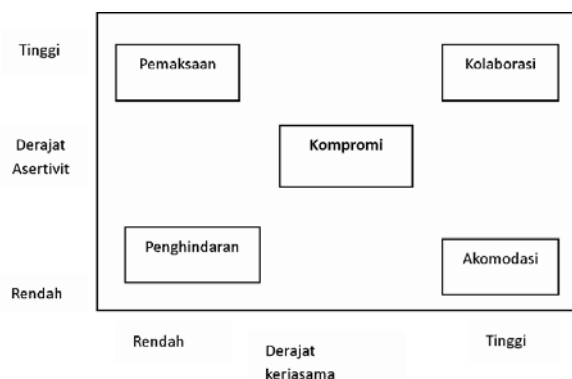 Tinggi
Pemaksaan
Kolaborasi
Derajat
Asertivit
Kompromi
Penghindaran
Akomodasi
Rendah
Rendah
Derajat
kerjasama
Tinggi